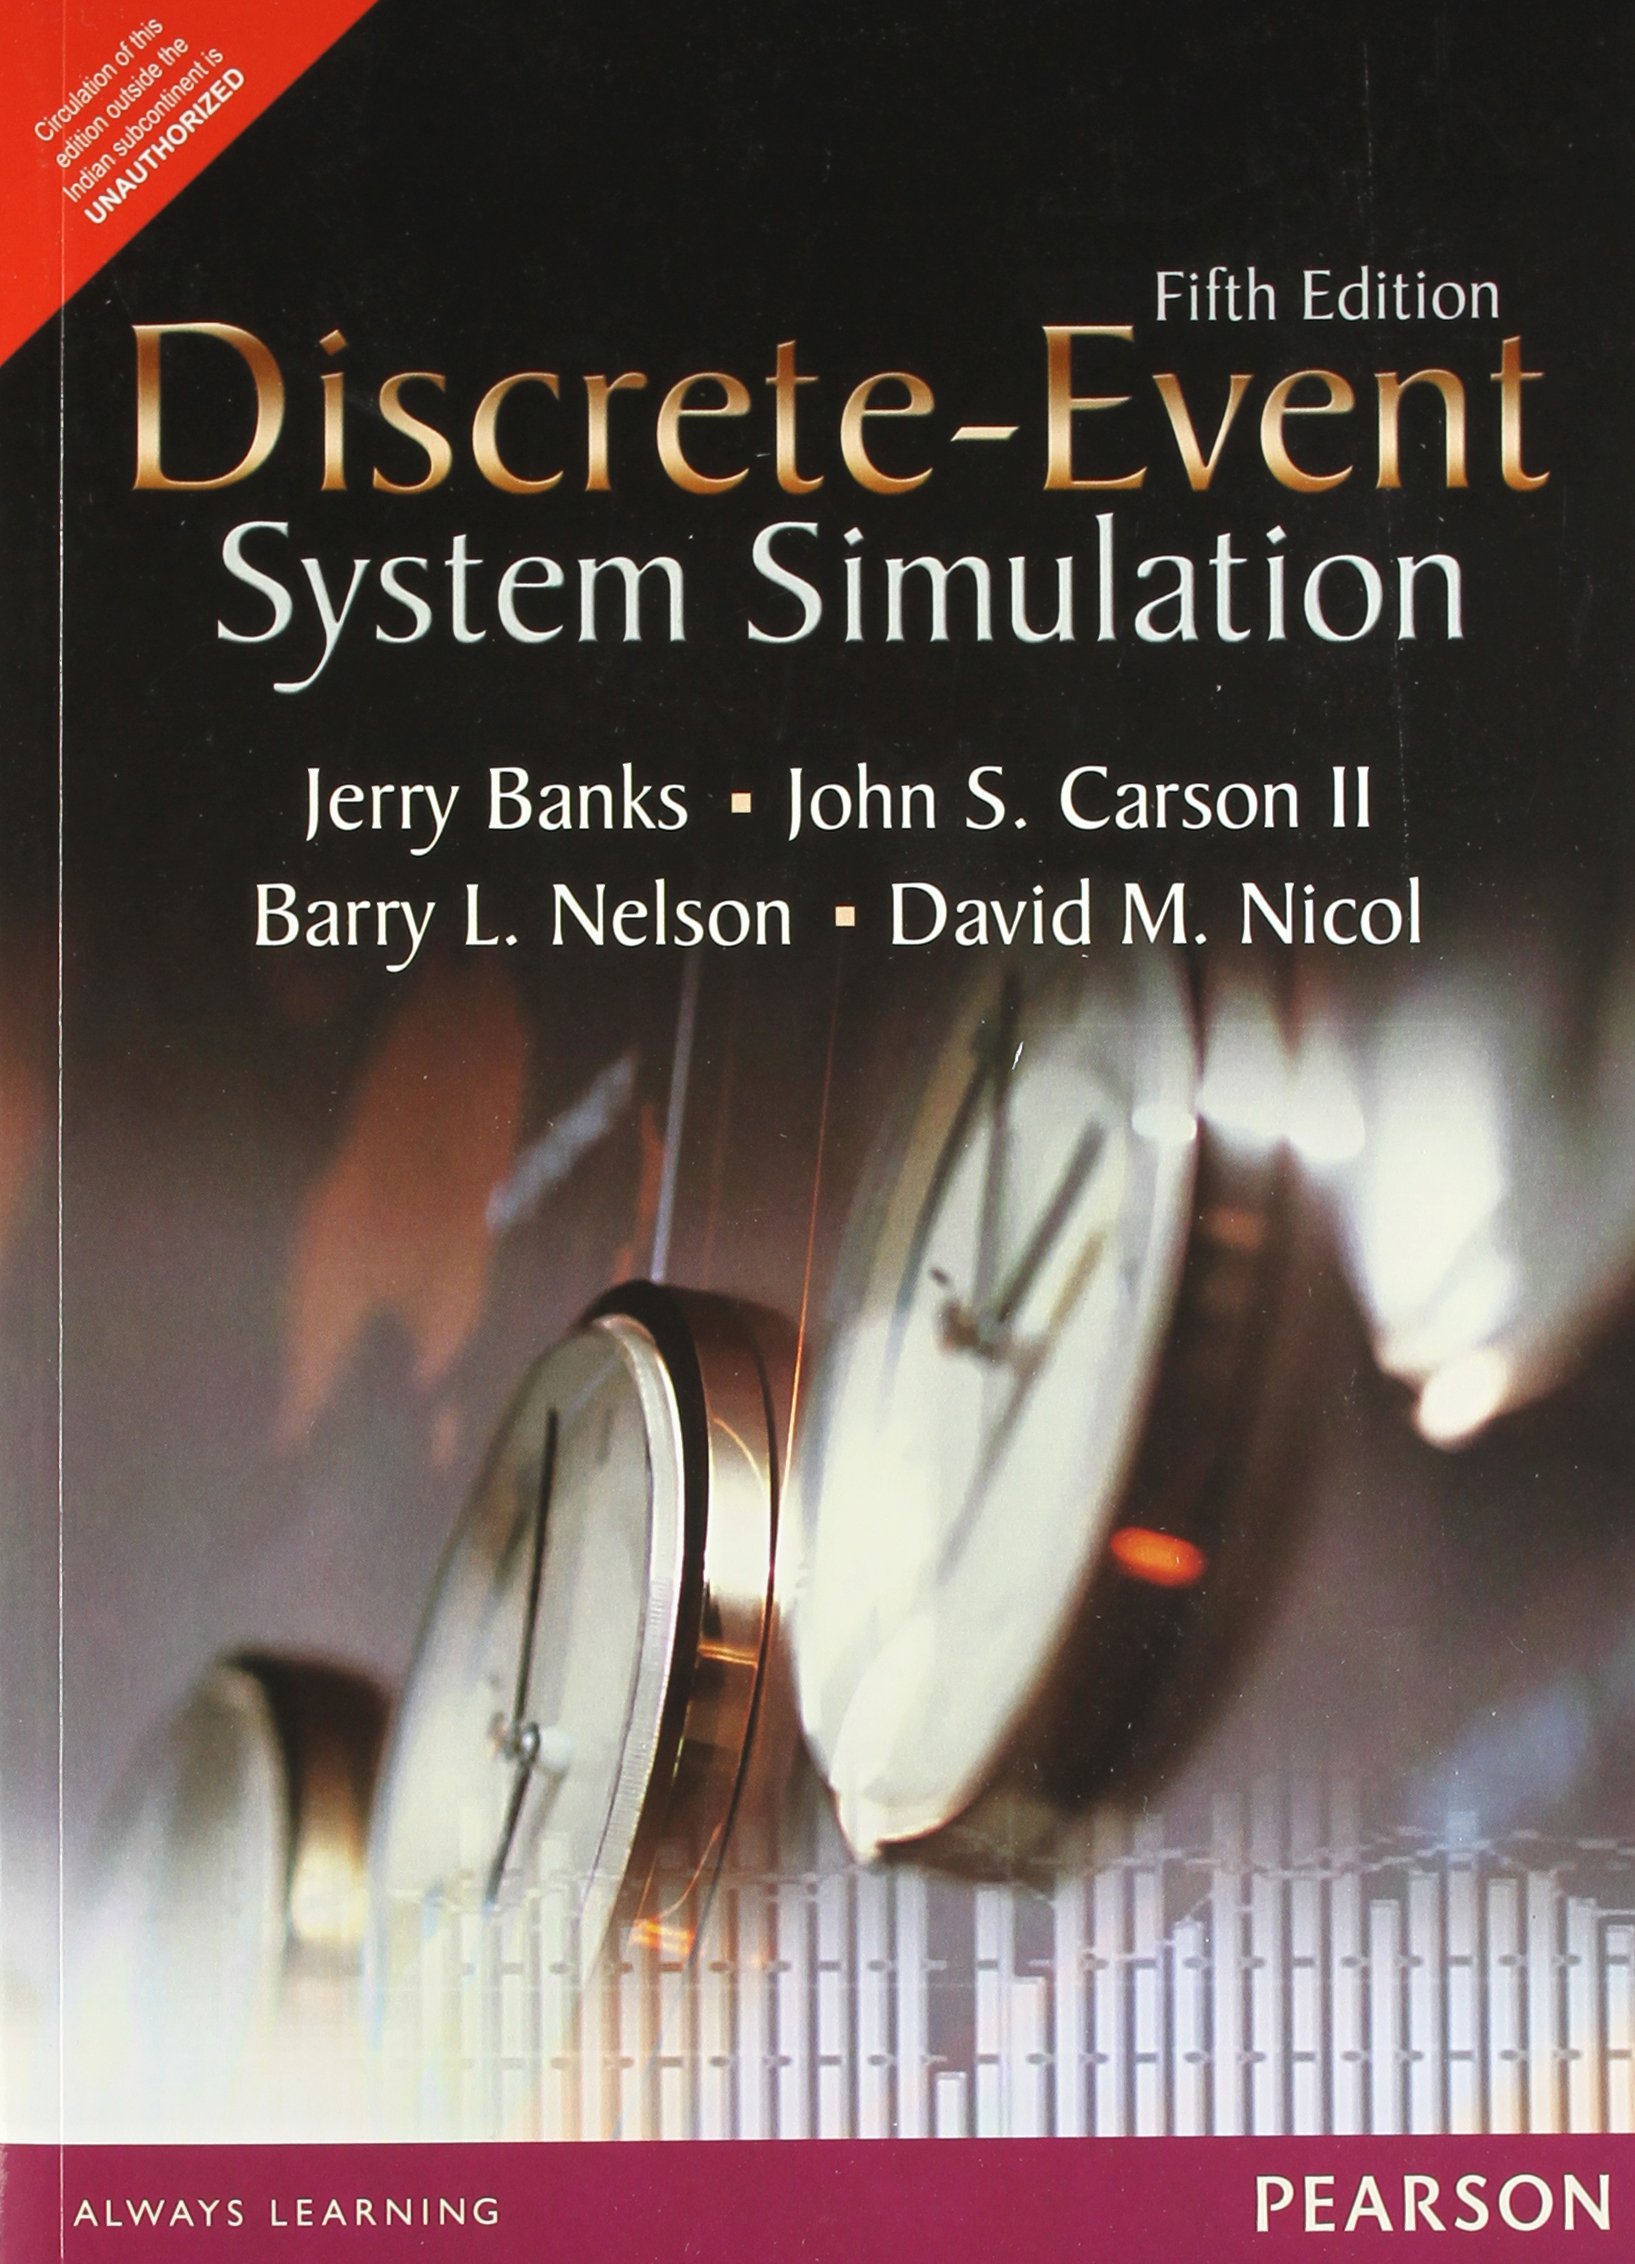 Circulation of this
edition outside the
Indian subcontinent is
UNAUTHORIZED
Fifth Edition
Discrete-Event
System Simulation
Jerry Banks ▪ John S. Carson II
Barry L. Nelson ▪ David M. Nicol
ALWAYS LEARNING
PEARSON